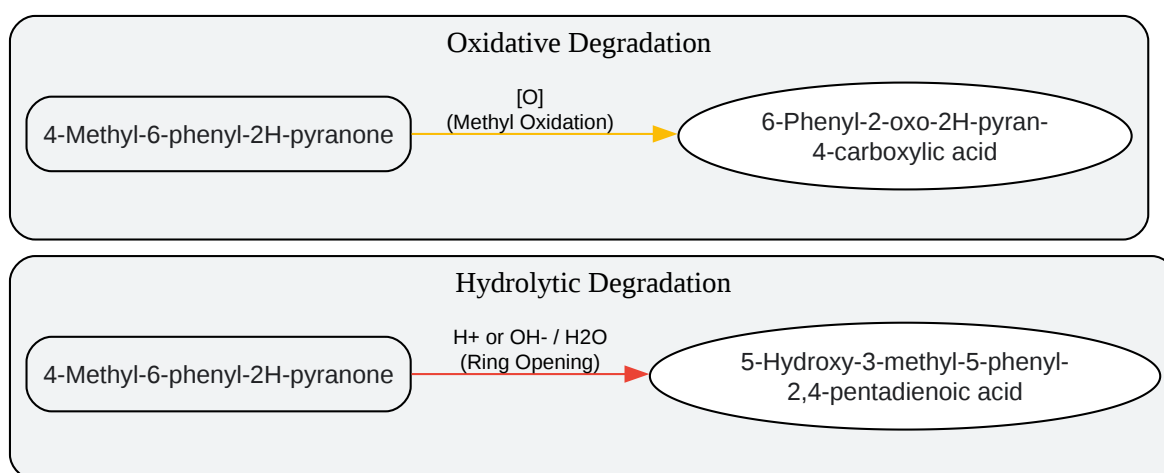 Oxidative Degradation
4-Methyl-6-phenyl-2H-pyranone
[O]
(Methyl Oxidation)
6-Phenyl-2-oxo-2H-pyran-
4-carboxylic acid
Hydrolytic Degradation
4-Methyl-6-phenyl-2H-pyranone
H+ or OH- / H2O
(Ring Opening)
5-Hydroxy-3-methyl-5-phenyl-
2,4-pentadienoic acid